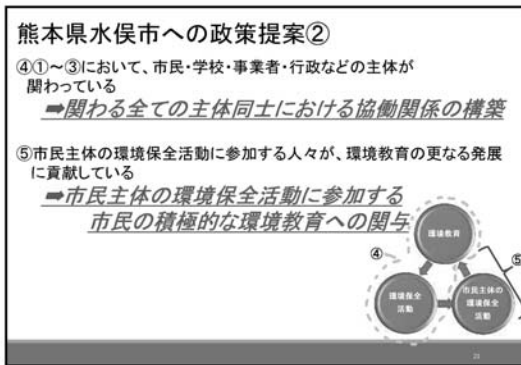 熊本県水俣市への政策提案②
④①～③において、市民・学校・事業者・行政などの主体が
関わっている
➡関わる全ての主体同士における協働関係の構築
⑤市民主体の環境保全活動に参加する人々が、環境教育の更なる発展
に貢献している
➡市民主体の環境保全活動に参加する
市民の積極的な環境教育への関与
環境教育
④
⑤
環境保全
活動
市民主体の
環境保全
活動